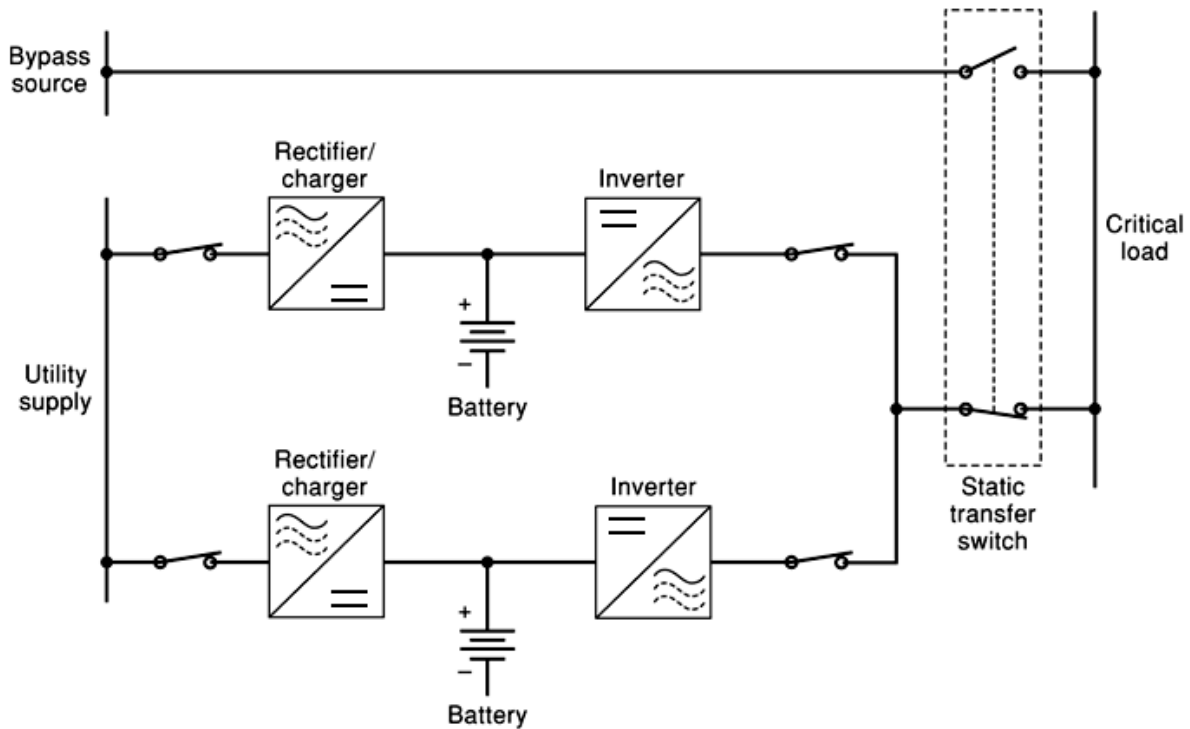 Bypass
source
Rectifier/
charger
Inverter
Critical
load
+
–
Battery
Utility
supply
Rectifier/
charger
Inverter
Static
transfer
switch
+
–
Battery